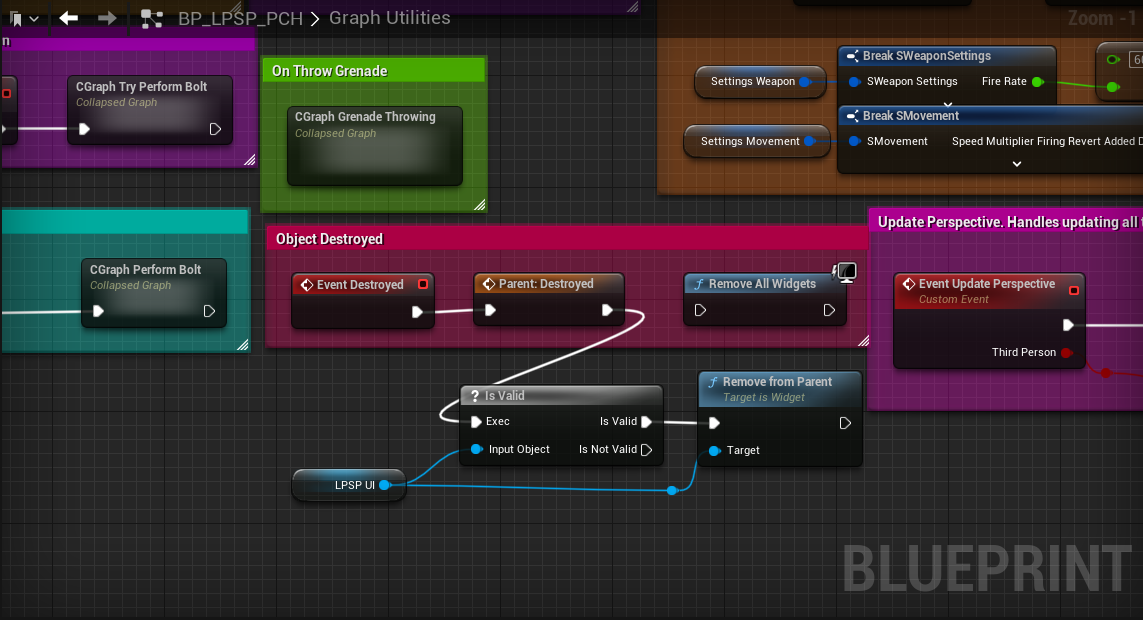 BP_LPSP_PCH > Graph Utilities
Zoom -1
n
CGraph Try Perform Bolt
Collapsed Graph
On Throw Grenade
CGraph Grenade Throwing
Collapsed Graph
Settings Weapon
Break SWeaponSettings
SWeapon Settings
Fire Rate
Settings Movement
Break SMovement
SMovement
Speed Multiplier Firing Revert Added D
CGraph Perform Bolt
Collapsed Graph
Object Destroyed
Event Destroyed
Parent: Destroyed
Remove All Widgets
Update Perspective. Handles updating all
Event Update Perspective
Custom Event
Third Person
Is Valid
Exec
Is Valid
Input Object
Is Not Valid
Remove from Parent
Target is Widget
Target
LPSP UI
BLUEPRINT